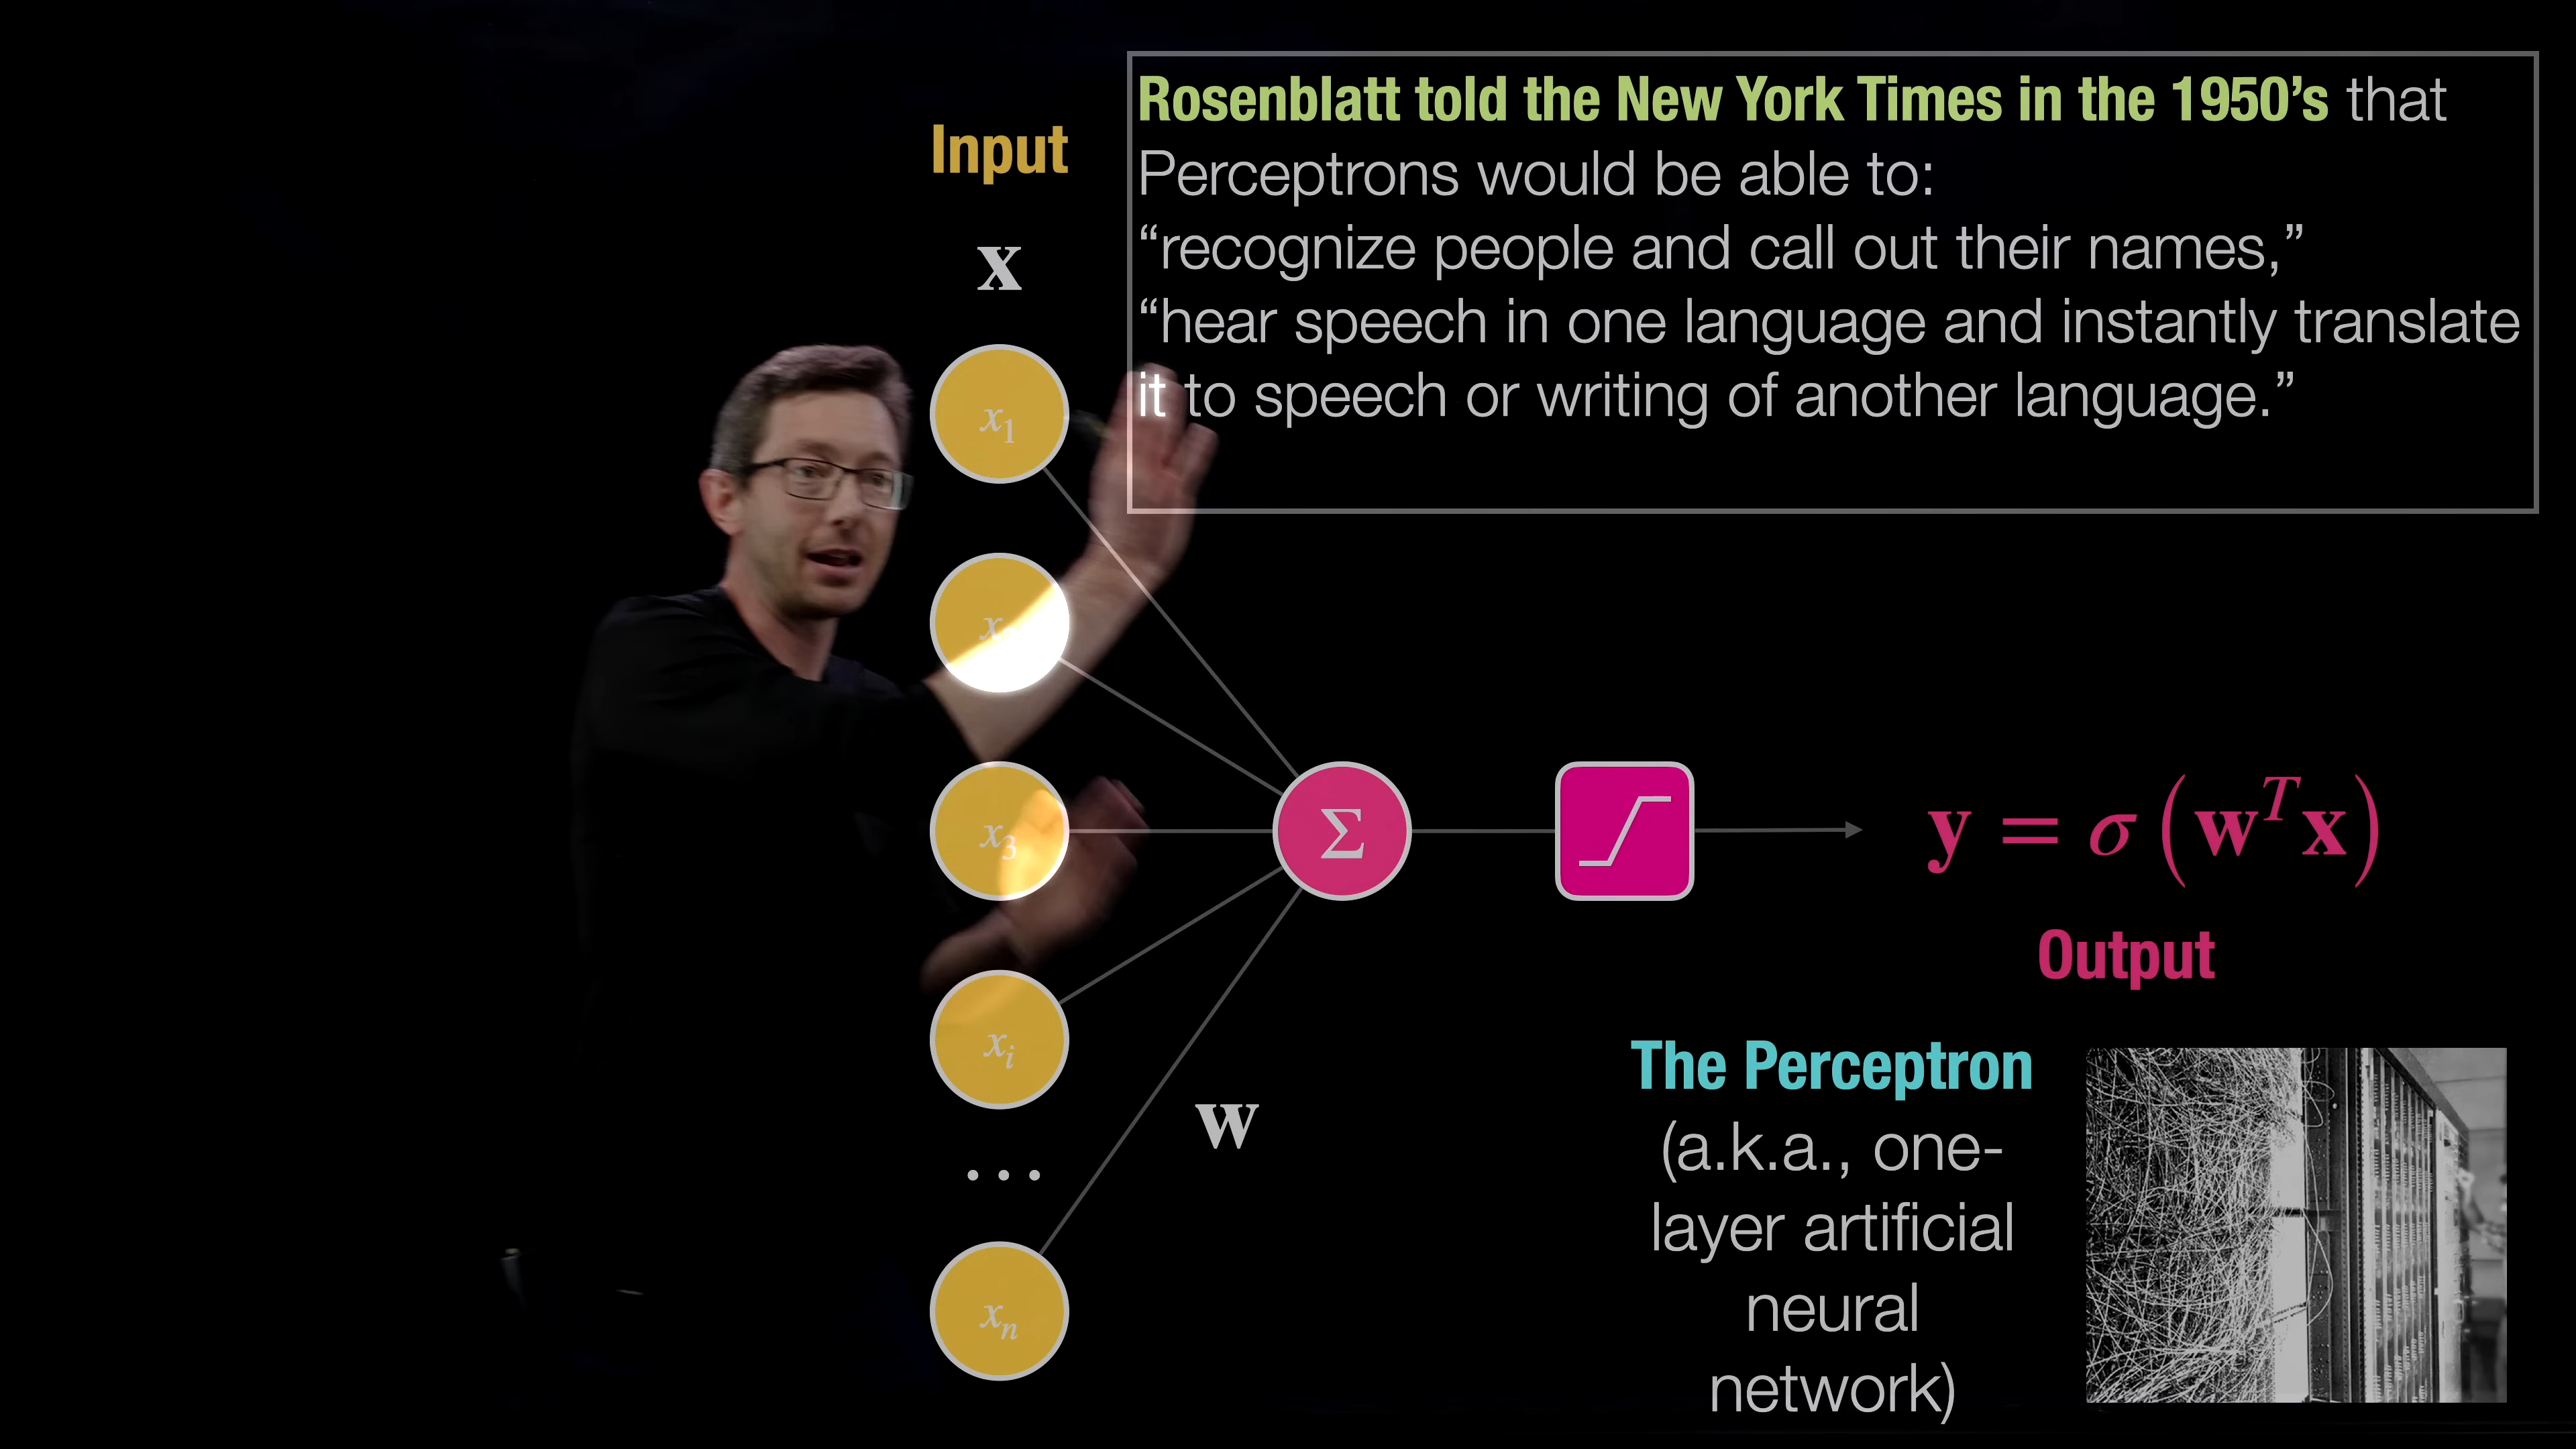 Rosenblatt told the New York Times in the 1950’s that
Perceptrons would be able to:
“recognize people and call out their names,”
“hear speech in one language and instantly translate
it to speech or writing of another language.”
Input
x
x₁
x
x₃
xᵢ
...
xₙ
w
Σ
y = σ (wᵀx)
Output
The Perceptron
(a.k.a., one-
layer artificial
neural
network)